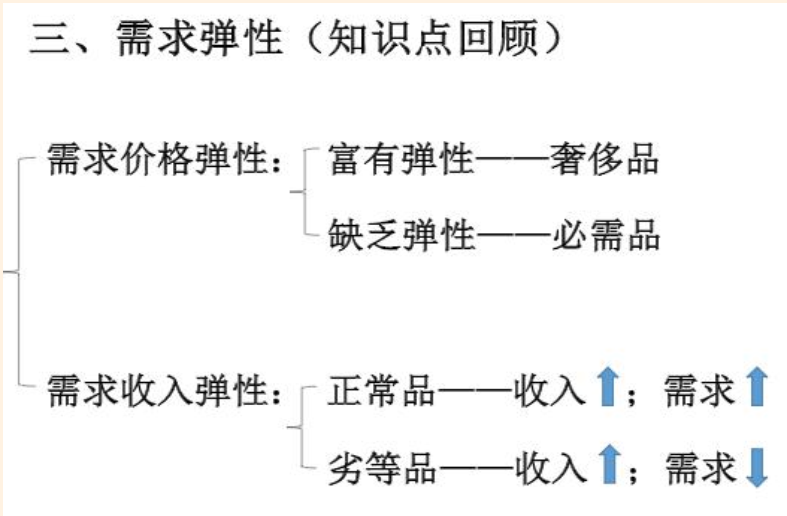 三、需求弹性（知识点回顾）
需求价格弹性：
富有弹性——奢侈品
缺乏弹性——必需品
需求收入弹性：
正常品——收入⬆；需求⬆
劣等品——收入⬆；需求⬇